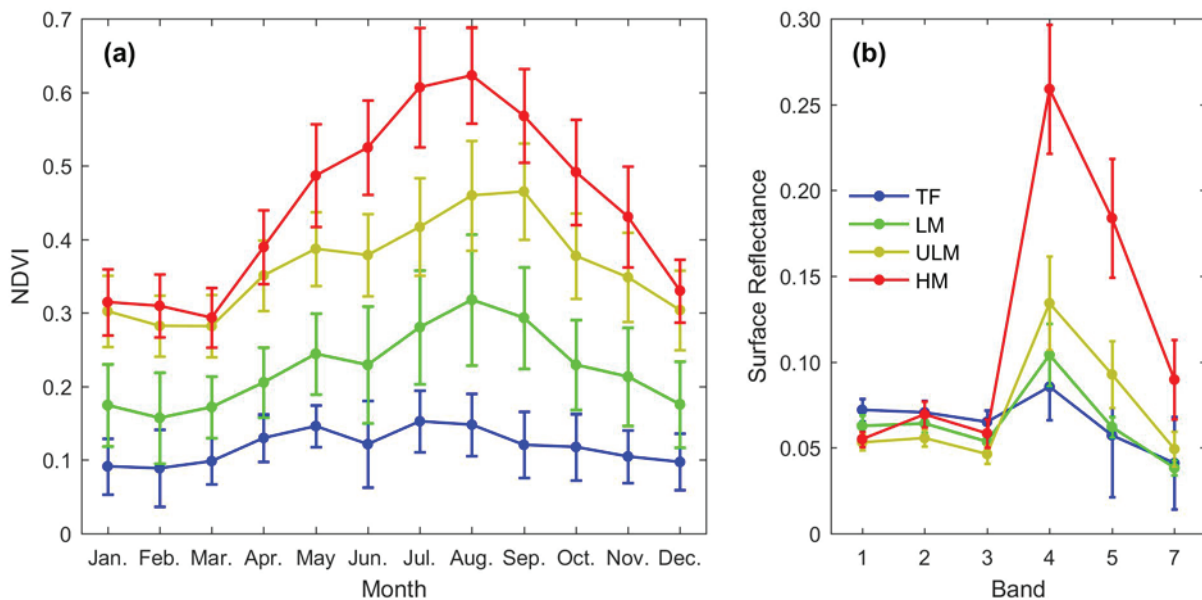 (a)
NDVI
0.7
0.6
0.5
0.4
0.3
0.2
0.1
0
Jan. Feb. Mar. Apr. May Jun. Jul. Aug. Sep. Oct. Nov. Dec.
Month
(b)
Surface Reflectance
0.30
0.25
0.20
0.15
0.10
0.05
0.00
TF
LM
ULM
HM
1 2 3 4 5 7
Band